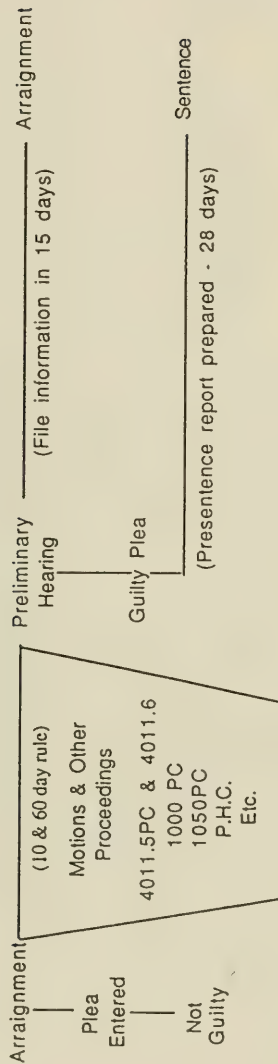 Arraignment
Plea
Entered
Not
Guilty
(10 & 60 day rule)
Motions & Other
Proceedings
4011.5PC & 4011.6
1000 PC
1050PC
P.H.C.
Etc.
Preliminary
Hearing
(File information in 15 days)
Arraignment
Guilty Plea
(Presentence report prepared - 28 days)
Sentence